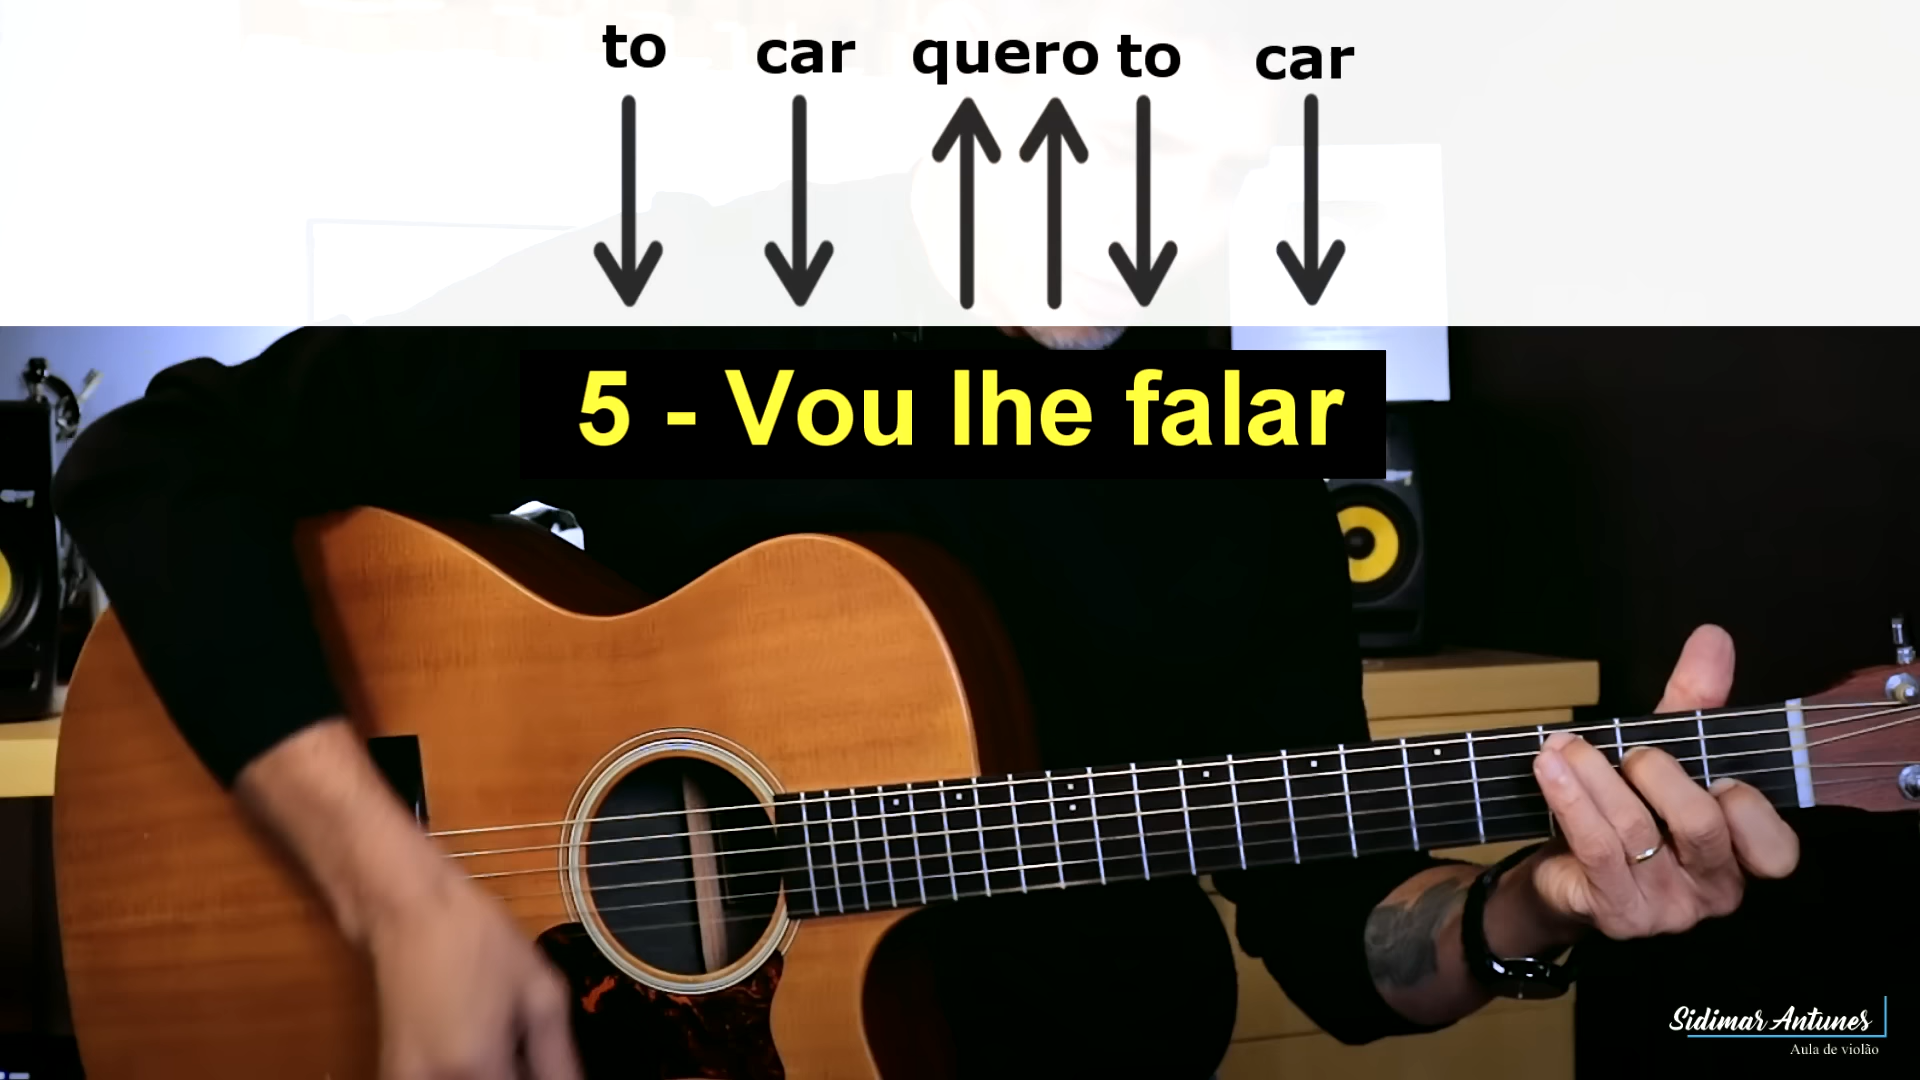 to car quero to car
5 - Vou lhe falar
Sidimar Antunes
Aula de violão